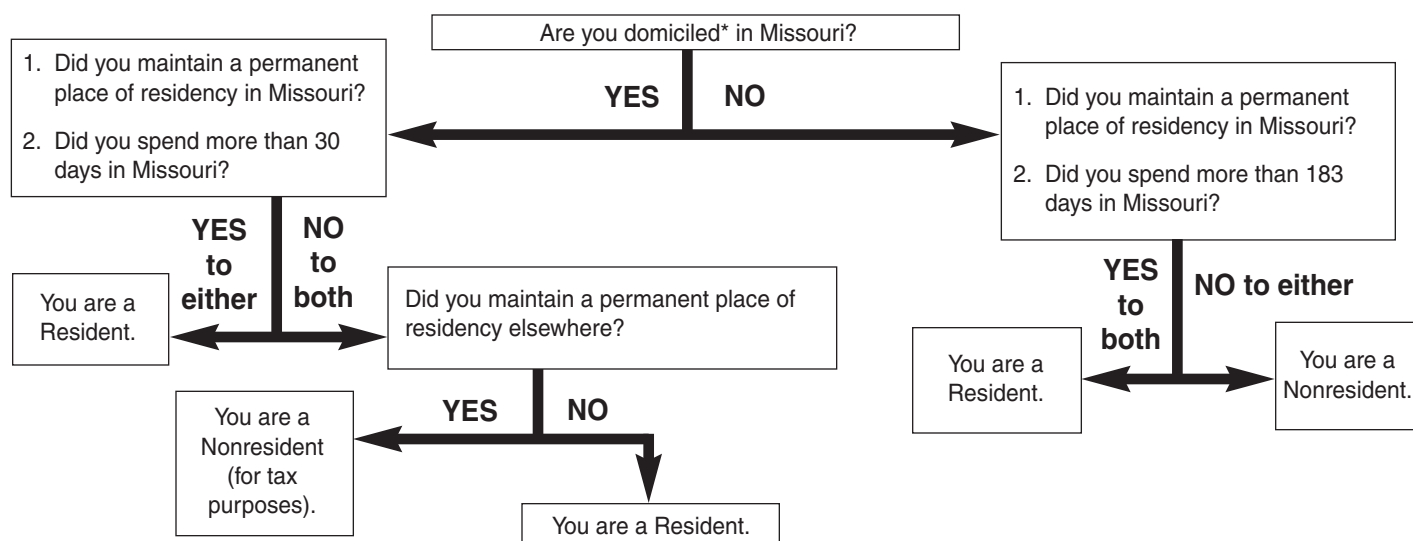 Are you domiciled* in Missouri?
YES
NO
1. Did you maintain a permanent
place of residency in Missouri?
2. Did you spend more than 30
days in Missouri?
YES
to
either
NO
to
both
You are a
Resident.
Did you maintain a permanent place of
residency elsewhere?
YES
NO
You are a
Nonresident
(for tax
purposes).
You are a Resident.
1. Did you maintain a permanent
place of residency in Missouri?
2. Did you spend more than 183
days in Missouri?
YES
to
both
NO to either
You are a
Resident.
You are a
Nonresident.